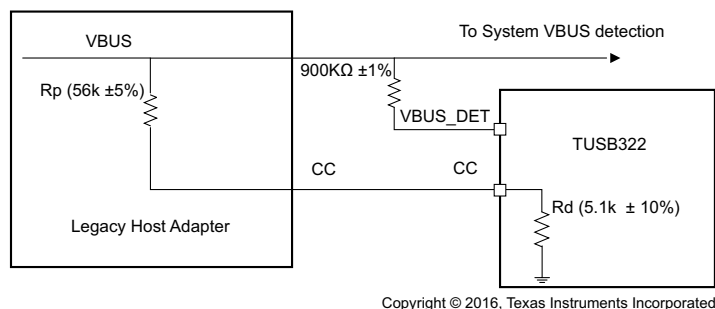 To System VBUS detection
VBUS
900KΩ ±1%
Rp (56k ±5%)
VBUS_DET
TUSB322
CC
CC
Rd (5.1k ± 10%)
Legacy Host Adapter
Copyright © 2016, Texas Instruments Incorporated